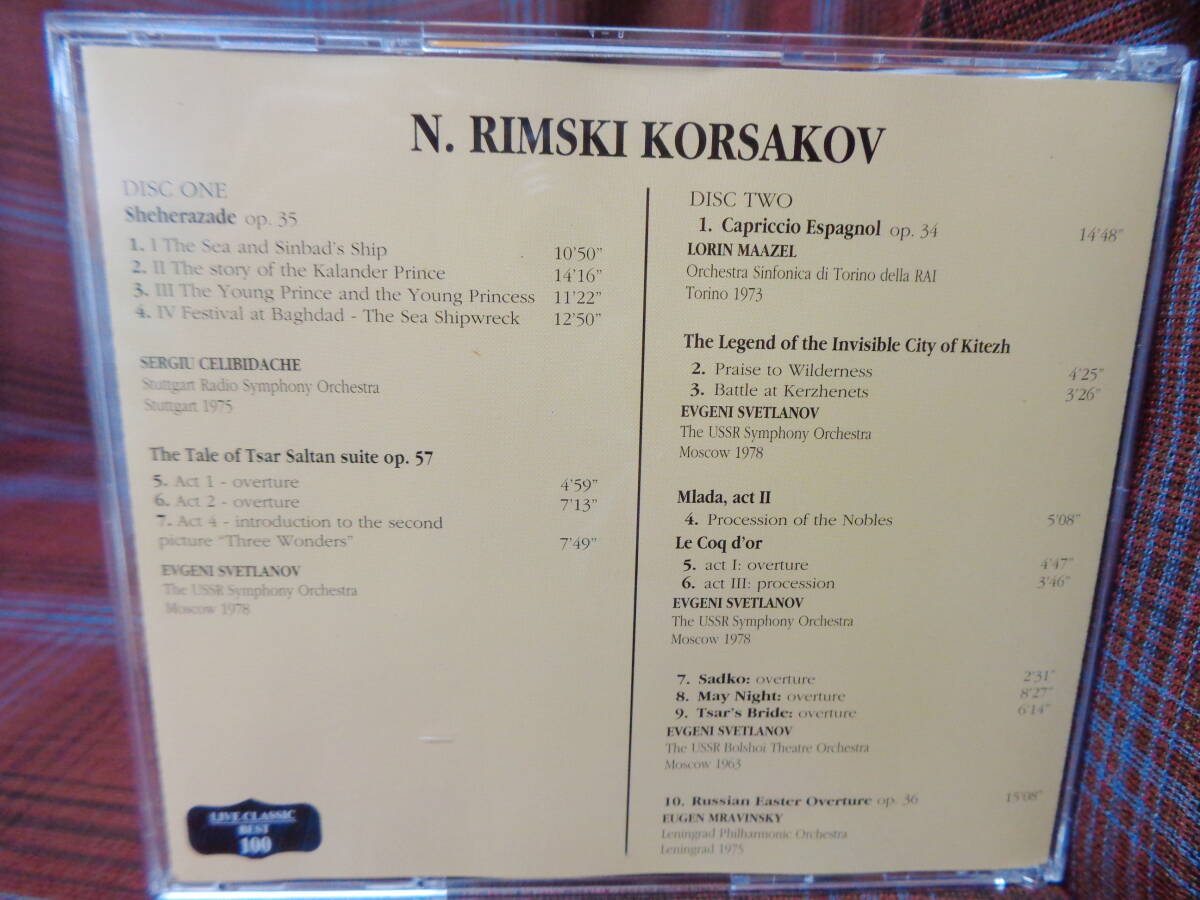 N. RIMSKI KORSAKOV
DISC ONE
Sheherazade op. 35
1. I The Sea and Sinbad's Ship 10'50"
2. II The story of the Kalander Prince 14'16"
3. III The Young Prince and the Young Princess 11'22"
4. IV Festival at Baghdad - The Sea Shipwreck 12'50"
SERGIU CELIBIDACHE
Stuttgart Radio Symphony Orchestra
Stuttgart 1975
The Tale of Tsar Saltan suite op. 57
5. Act 1 - overture 4'59"
6. Act 2 - overture 7'13"
7. Act 4 - introduction to the second
picture "Three Wonders" 7'49"
EVGENI SVETLANOV
The USSR Symphony Orchestra
Moscow 1978
LIVE CLASSIC
BEST
100
DISC TWO
1. Capriccio Espagnol op. 34 14'48"
LORIN MAAZEL
Orchestra Sinfonica di Torino della RAI
Torino 1973
The Legend of the Invisible City of Kitezh
2. Praise to Wilderness 4'25"
3. Battle at Kerzhenets 3'26"
EVGENI SVETLANOV
The USSR Symphony Orchestra
Moscow 1978
Mlada, act II
4. Procession of the Nobles 5'08"
Le Coq d'or
5. act I: overture 4'47"
6. act III: procession 3'46"
EVGENI SVETLANOV
The USSR Symphony Orchestra
Moscow 1978
7. Sadko: overture 2'31"
8. May Night: overture 8'27"
9. Tsar's Bride: overture 6'14"
EVGENI SVETLANOV
The USSR Bolshoi Theatre Orchestra
Moscow 1963
10. Russian Easter Overture op. 36 15'08"
EUGEN MRAVINSKY
Leningrad Philharmonic Orchestra
Leningrad 1975